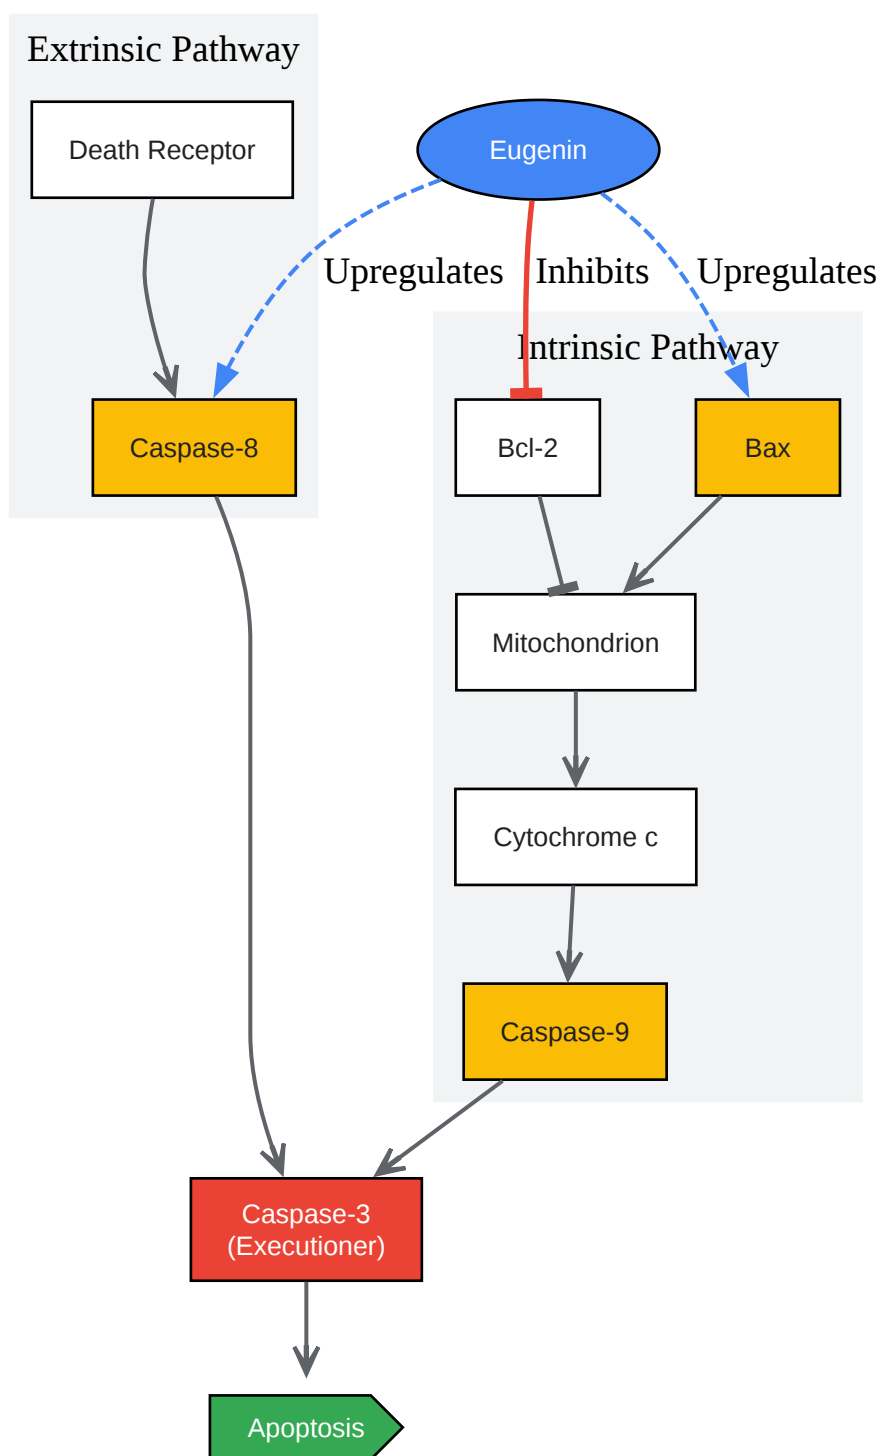 Extrinsic Pathway
Death Receptor
Eugenin
Upregulates
Inhibits
Upregulates
Intrinsic Pathway
Caspase-8
Bcl-2
Bax
Mitochondrion
Cytochrome c
Caspase-9
Caspase-3
(Executioner)
Apoptosis